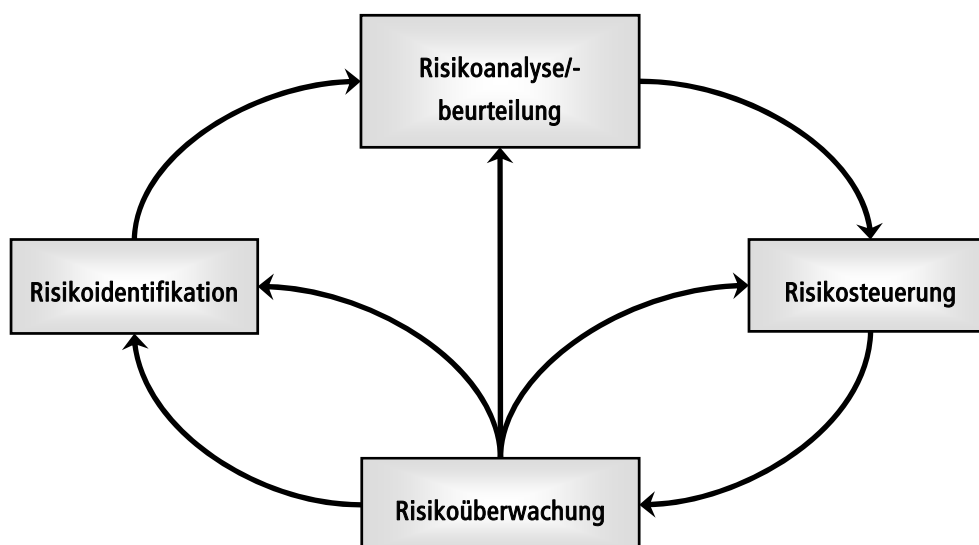 Risikoanalyse/-
beurteilung
Risikoidentifikation
Risikosteuerung
Risikoüberwachung